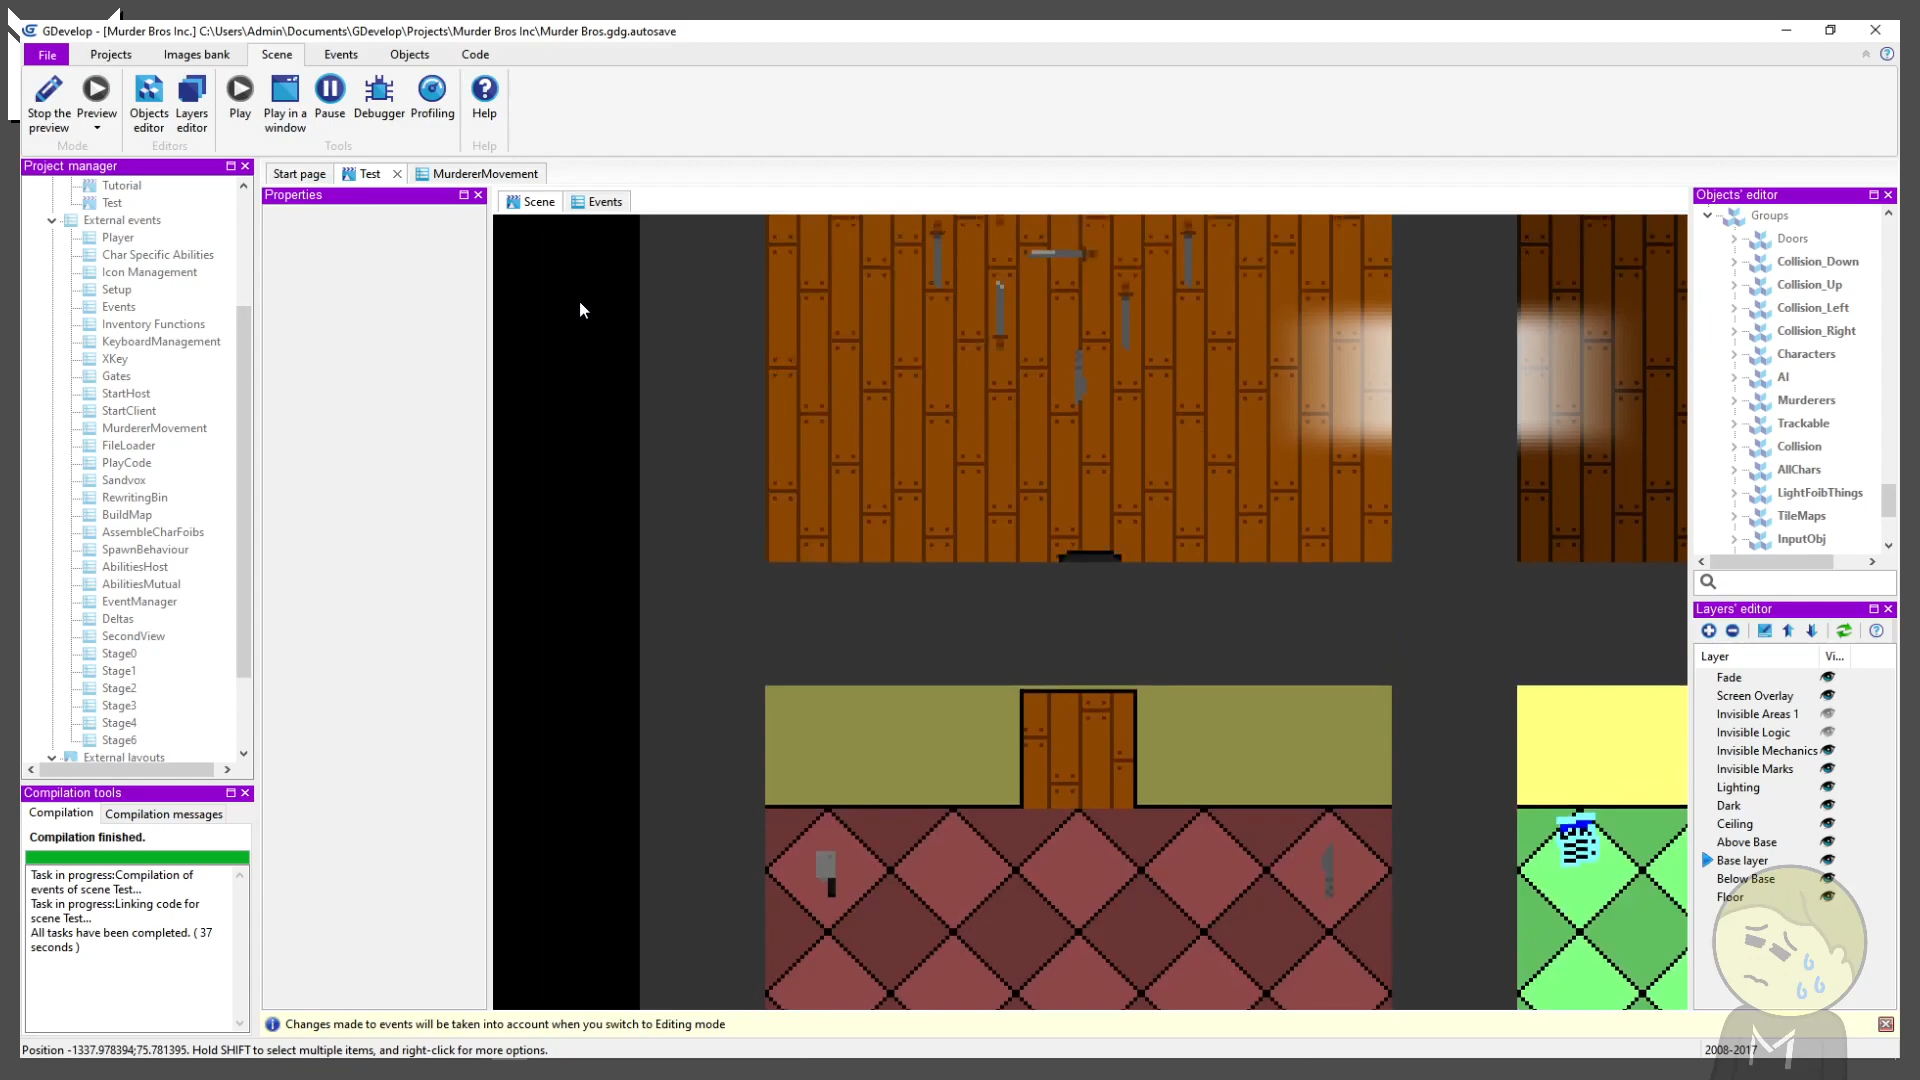 GDevelop - [Murder Bros Inc.] C:\Users\Admin\Documents\GDevelop\Projects\Murder Bros Inc\Murder Bros.gdg.autosave
File Projects Images bank Scene Events Objects Code
Stop the preview
Preview
Objects editor
Layers editor
Play
Play in a window
Pause
Debugger
Profiling
Help
Mode Editors Tools Help
Project manager
Tutorial
Test
External events
Player
Char Specific Abilities
Icon Management
Setup
Events
Inventory Functions
KeyboardManagement
XKey
Gates
StartHost
StartClient
MurdererMovement
FileLoader
PlayCode
Sandvox
RewritingBin
BuildMap
AssembleCharFoibs
SpawnBehaviour
AbilitiesHost
AbilitiesMutual
EventManager
Deltas
SecondView
Stage0
Stage1
Stage2
Stage3
Stage4
Stage6
External layouts
Compilation tools
Compilation Compilation messages
Compilation finished.
Task in progress:Compilation of
events of scene Test...
Task in progress:Linking code for
scene Test...
All tasks have been completed. ( 37
seconds )
Start page Test MurdererMovement
Properties
Scene Events
Changes made to events will be taken into account when you switch to Editing mode
Objects' editor
Groups
Doors
Collision_Down
Collision_Up
Collision_Left
Collision_Right
Characters
AI
Murderers
Trackable
Collision
AllChars
LightFoibThings
TileMaps
InputObj
Layers' editor
Layer Vi...
Fade
Screen Overlay
Invisible Areas 1
Invisible Logic
Invisible Mechanics
Invisible Marks
Lighting
Dark
Ceiling
Above Base
Base layer
Below Base
Floor
Position -1337.978394;75.781395. Hold SHIFT to select multiple items, and right-click for more options.
2008-2017